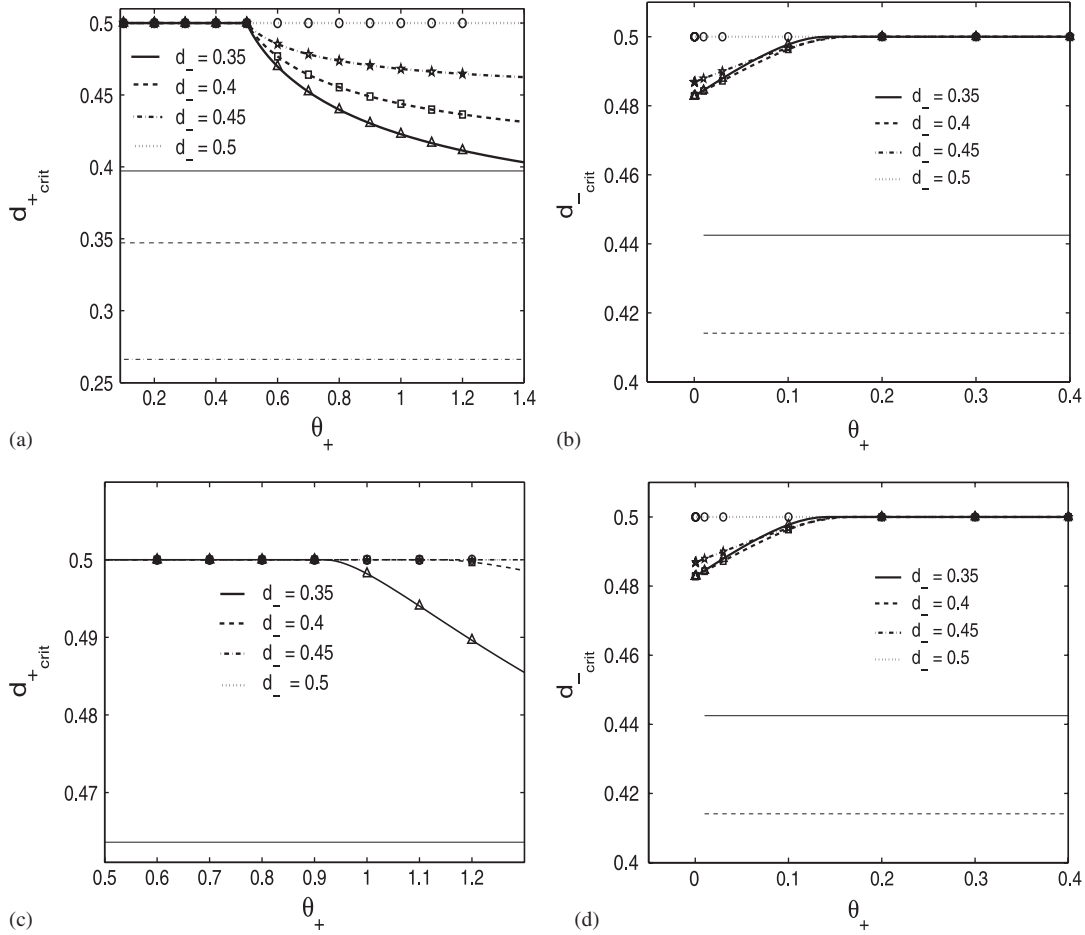 0.5
0.45
0.4
0.35
0.3
0.25
d_ = 0.35
d_ = 0.4
d_ = 0.45
d_ = 0.5
d+crit
0.2 0.4 0.6 0.8 1 1.2 1.4
θ+
(a)
0.5
0.48
0.46
0.44
0.42
0.4
d_ = 0.35
d_ = 0.4
d_ = 0.45
d_ = 0.5
d−crit
0 0.1 0.2 0.3 0.4
θ+
(b)
0.5
0.49
0.48
0.47
d_ = 0.35
d_ = 0.4
d_ = 0.45
d_ = 0.5
d+crit
0.5 0.6 0.7 0.8 0.9 1 1.1 1.2
θ+
(c)
0.5
0.48
0.46
0.44
0.42
0.4
d_ = 0.35
d_ = 0.4
d_ = 0.45
d_ = 0.5
d−crit
0 0.1 0.2 0.3 0.4
θ+
(d)